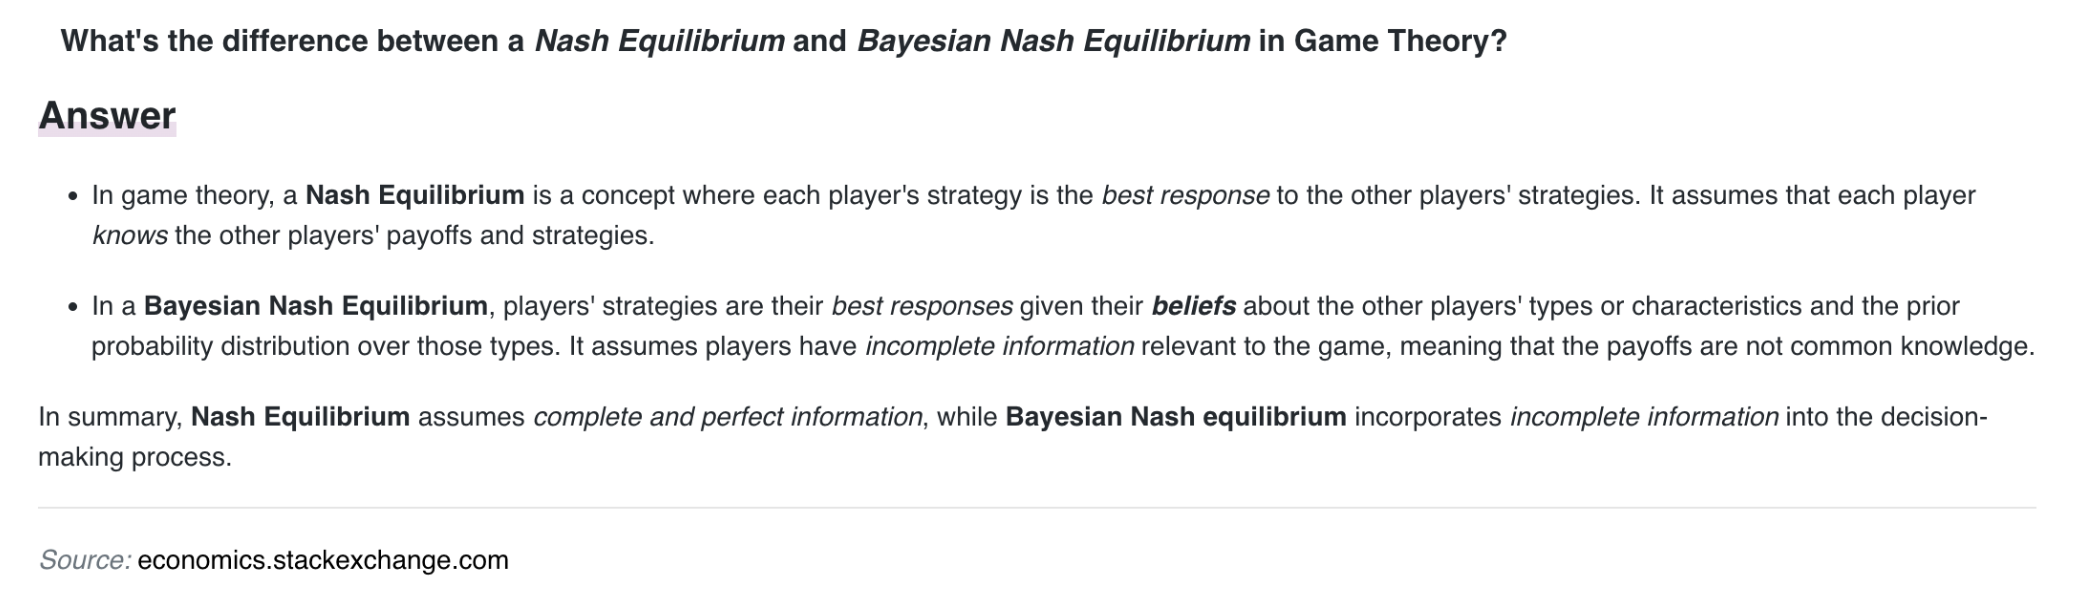 What's the difference between a Nash Equilibrium and Bayesian Nash Equilibrium in Game Theory?
Answer
• In game theory, a Nash Equilibrium is a concept where each player's strategy is the best response to the other players' strategies. It assumes that each player
knows the other players' payoffs and strategies.
• In a Bayesian Nash Equilibrium, players' strategies are their best responses given their beliefs about the other players' types or characteristics and the prior
probability distribution over those types. It assumes players have incomplete information relevant to the game, meaning that the payoffs are not common knowledge.
In summary, Nash Equilibrium assumes complete and perfect information, while Bayesian Nash equilibrium incorporates incomplete information into the decision-
making process.
Source: economics.stackexchange.com